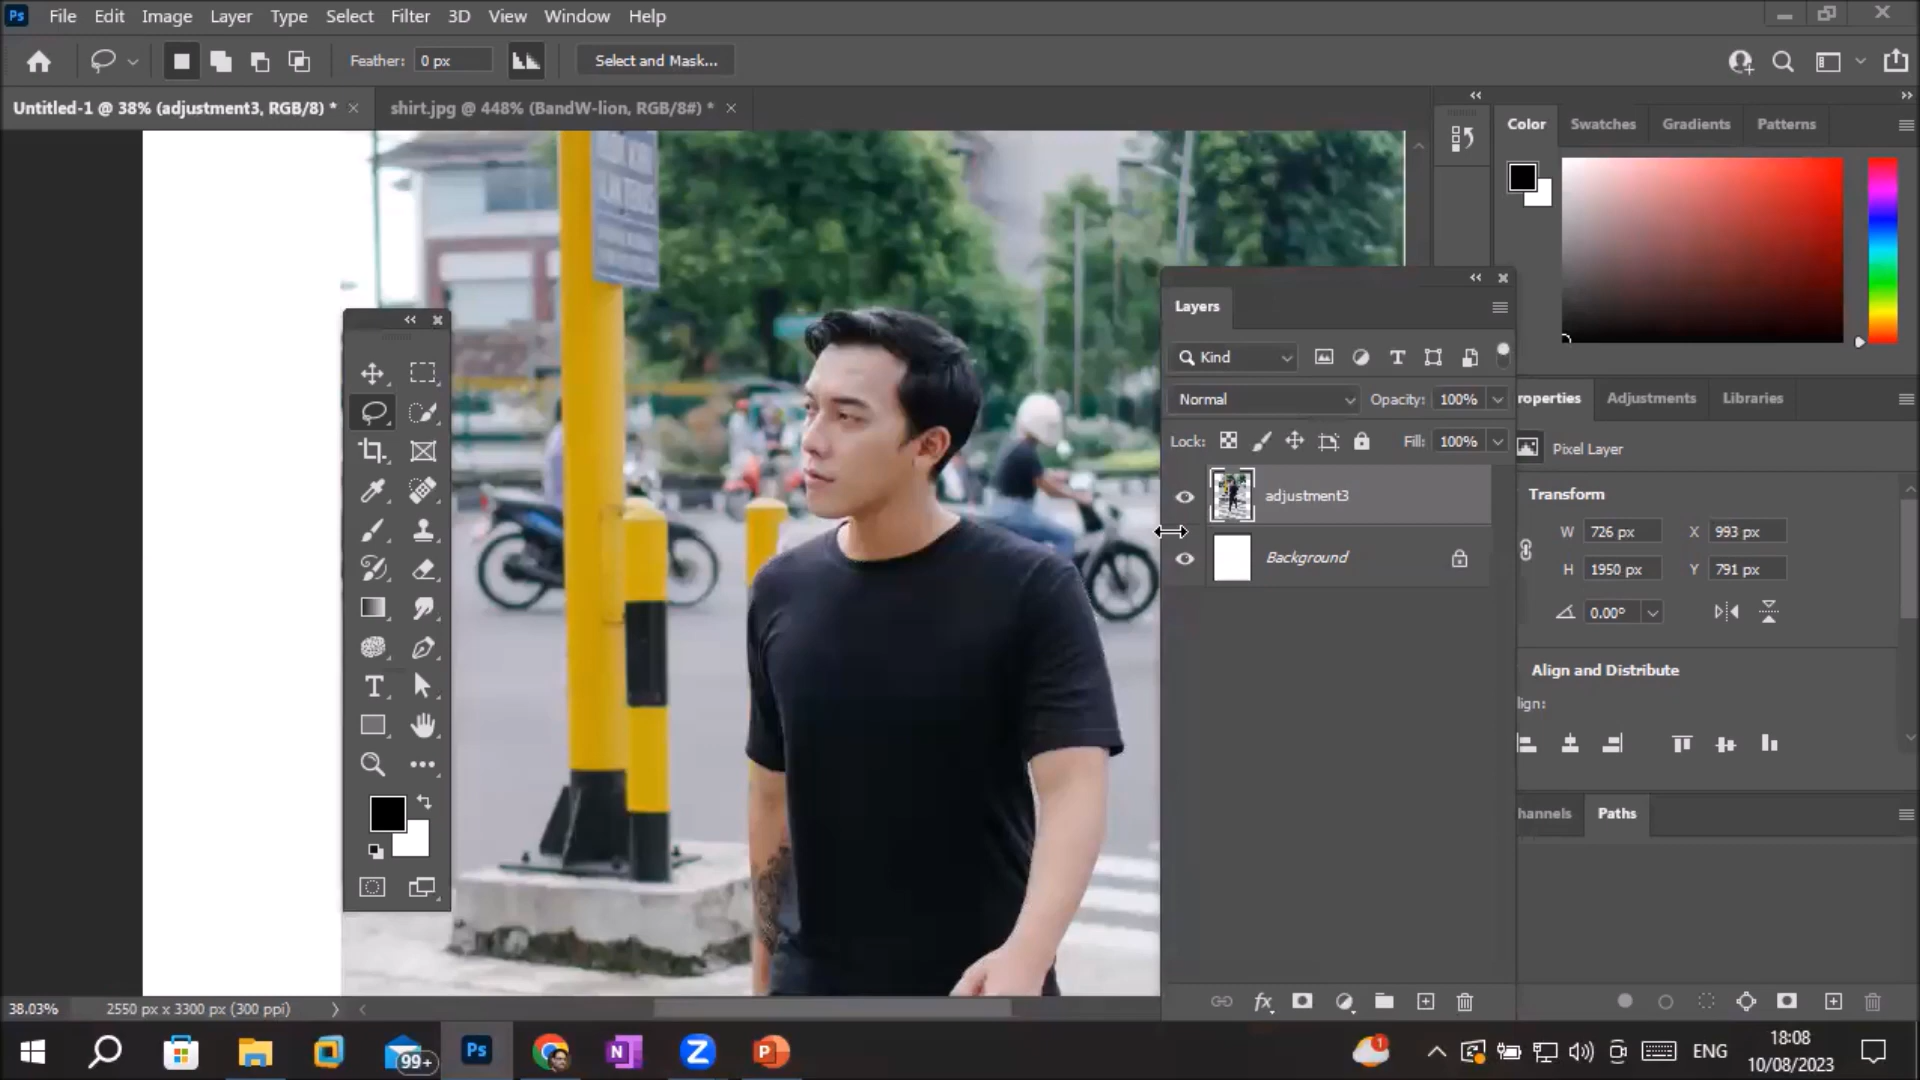 Ps File Edit Image Layer Type Select Filter 3D View Window Help
Feather: 0 px Select and Mask...
Untitled-1 @ 38% (adjustment3, RGB/8) * shirt.jpg @ 448% (BandW-lion, RGB/8#) *
Color Swatches Gradients Patterns
Layers
Kind
Normal Opacity: 100%
Lock: Fill: 100%
adjustment3
Background
roperties Adjustments Libraries
Pixel Layer
Transform
W 726 px X 993 px
H 1950 px Y 791 px
0.00°
Align and Distribute
lign:
hannels Paths
38.03% 2550 px x 3300 px (300 ppi)
99+ Ps N Z P
1 ENG 18:08
10/08/2023